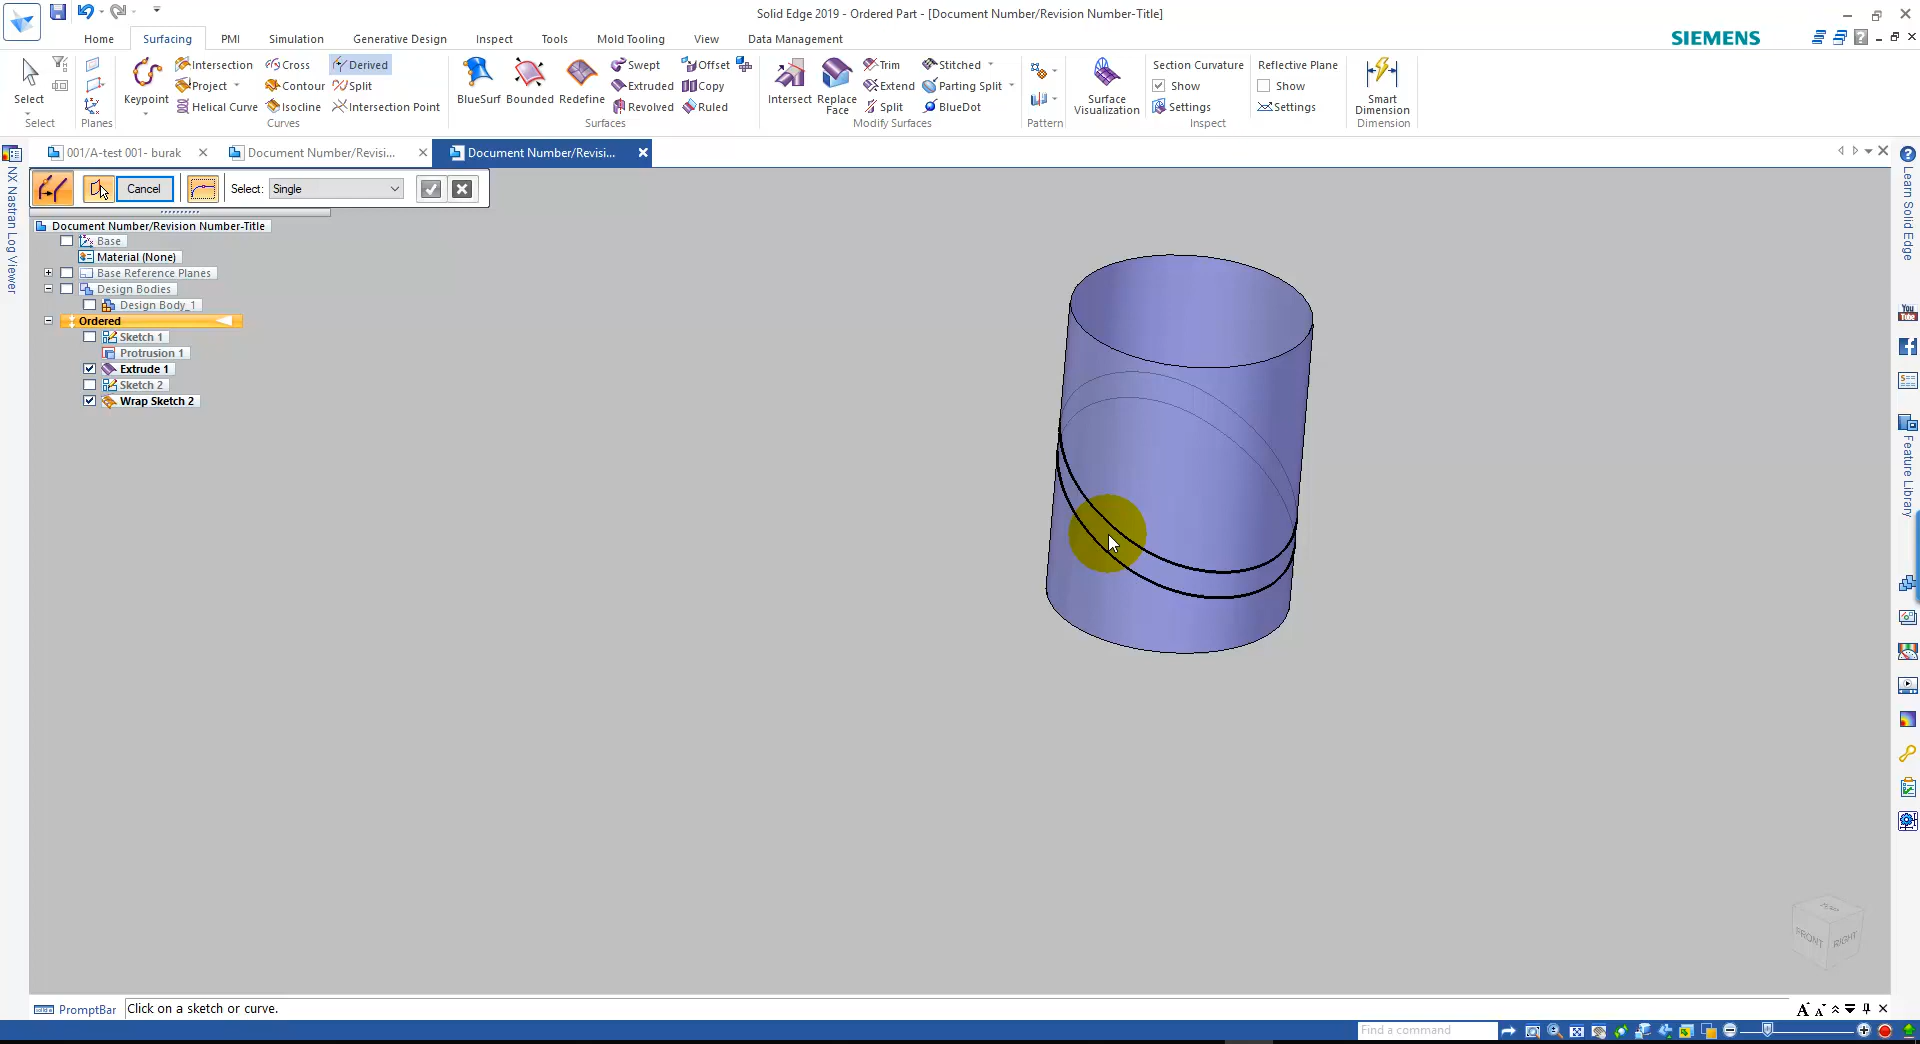 Solid Edge 2019 - Ordered Part - [Document Number/Revision Number-Title]
Home Surfacing PMI Simulation Generative Design Inspect Tools Mold Tooling View Data Management
SIEMENS
Select
Select
Planes
Keypoint
Intersection
Project
Helical Curve
Cross
Contour
Isocline
Derived
Split
Intersection Point
Curves
BlueSurf
Bounded
Redefine
Swept
Extruded
Revolved
Offset
Copy
Ruled
Surfaces
Intersect
Replace
Face
Trim
Extend
Split
Stitched
Parting Split
BlueDot
Modify Surfaces
Pattern
Surface
Visualization
Section Curvature
Show
Settings
Inspect
Reflective Plane
Show
Settings
Smart
Dimension
Dimension
001/A-test 001- burak
Document Number/Revisi...
Document Number/Revisi...
Cancel
Select: Single
Document Number/Revision Number-Title
Base
Material (None)
Base Reference Planes
Design Bodies
Design Body_1
Ordered
Sketch 1
Protrusion 1
Extrude 1
Sketch 2
Wrap Sketch 2
NX Nastran Log Viewer
Learn Solid Edge
You
Tube
Feature Library
TOP
FRONT
RIGHT
PromptBar
Click on a sketch or curve.
Find a command